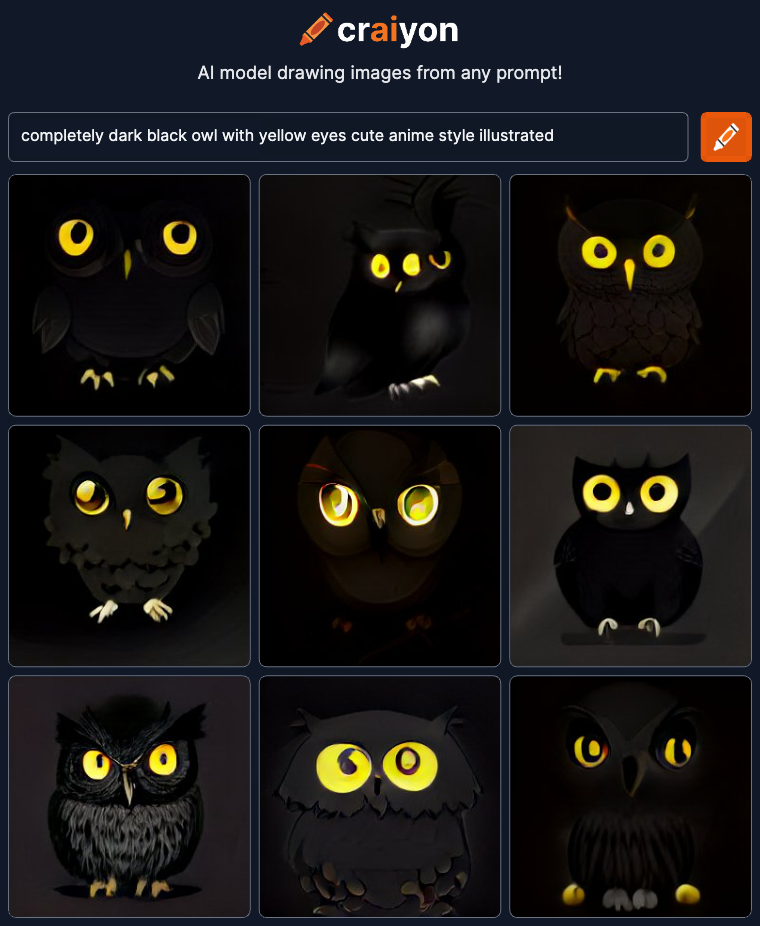 craiyon
AI model drawing images from any prompt!
completely dark black owl with yellow eyes cute anime style illustrated